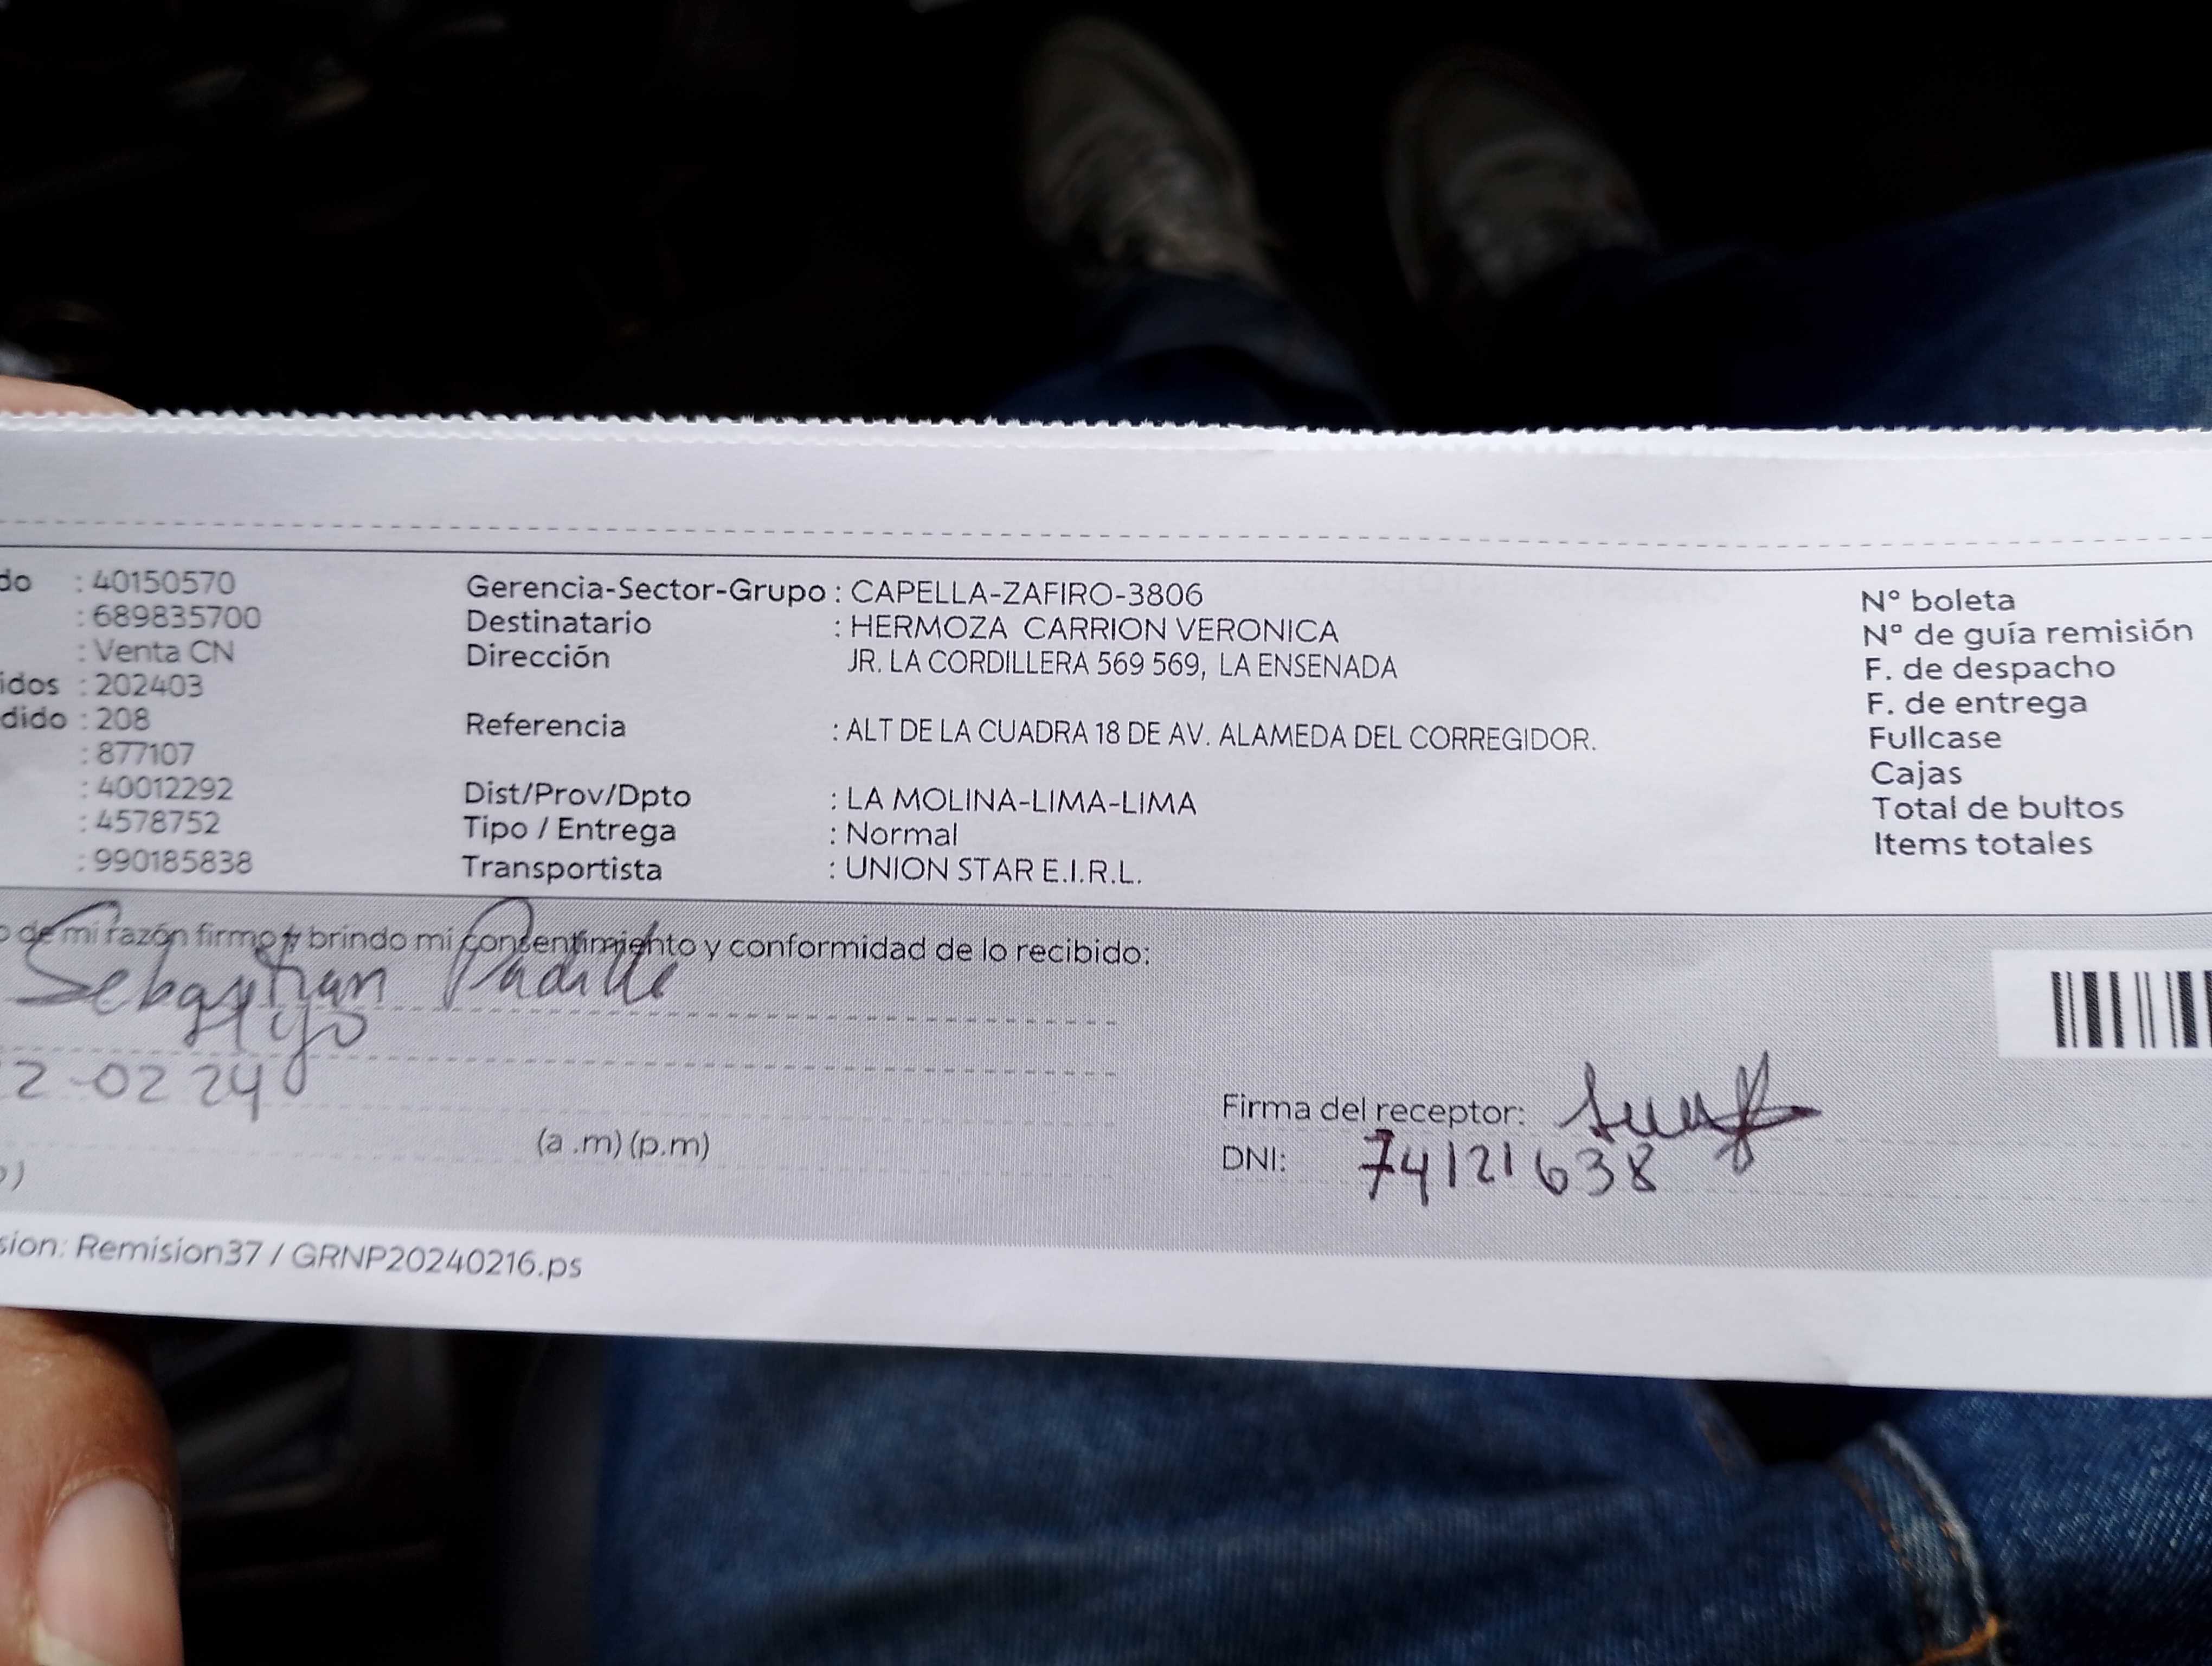 do : 40150570
: 689835700
: Venta CN
idos : 202403
dido : 208
: 877107
: 40012292
: 4578752
: 990185838
Gerencia-Sector-Grupo : CAPELLA-ZAFIRO-3806
Destinatario : HERMOZA CARRION VERONICA
Dirección JR. LA CORDILLERA 569 569, LA ENSENADA
Referencia : ALT DE LA CUADRA 18 DE AV. ALAMEDA DEL CORREGIDOR.
Dist/Prov/Dpto : LA MOLINA-LIMA-LIMA
Tipo / Entrega : Normal
Transportista : UNION STAR E.I.R.L.
Nº boleta
Nº de guía remisión
F. de despacho
F. de entrega
Fullcase
Cajas
Total de bultos
Items totales
o de mi razón firmo y brindo mi consentimiento y conformidad de lo recibido:
Sebastian Padilla
Hijo
2-02 24
(a .m) (p.m)
Firma del receptor:
DNI: 74121638
sion: Remision37 / GRNP20240216.ps